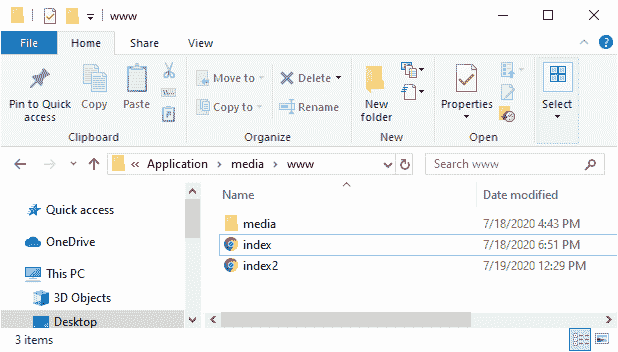 www
File Home Share View
Pin to Quick access Copy Paste Move to Copy to Delete Rename New folder Properties Select
Clipboard Organize New Open
« Application › media › www Search www
Name Date modified
Quick access
media 7/18/2020 4:43 PM
OneDrive
index 7/18/2020 6:51 PM
This PC
index2 7/19/2020 12:29 PM
3D Objects
Desktop
3 items